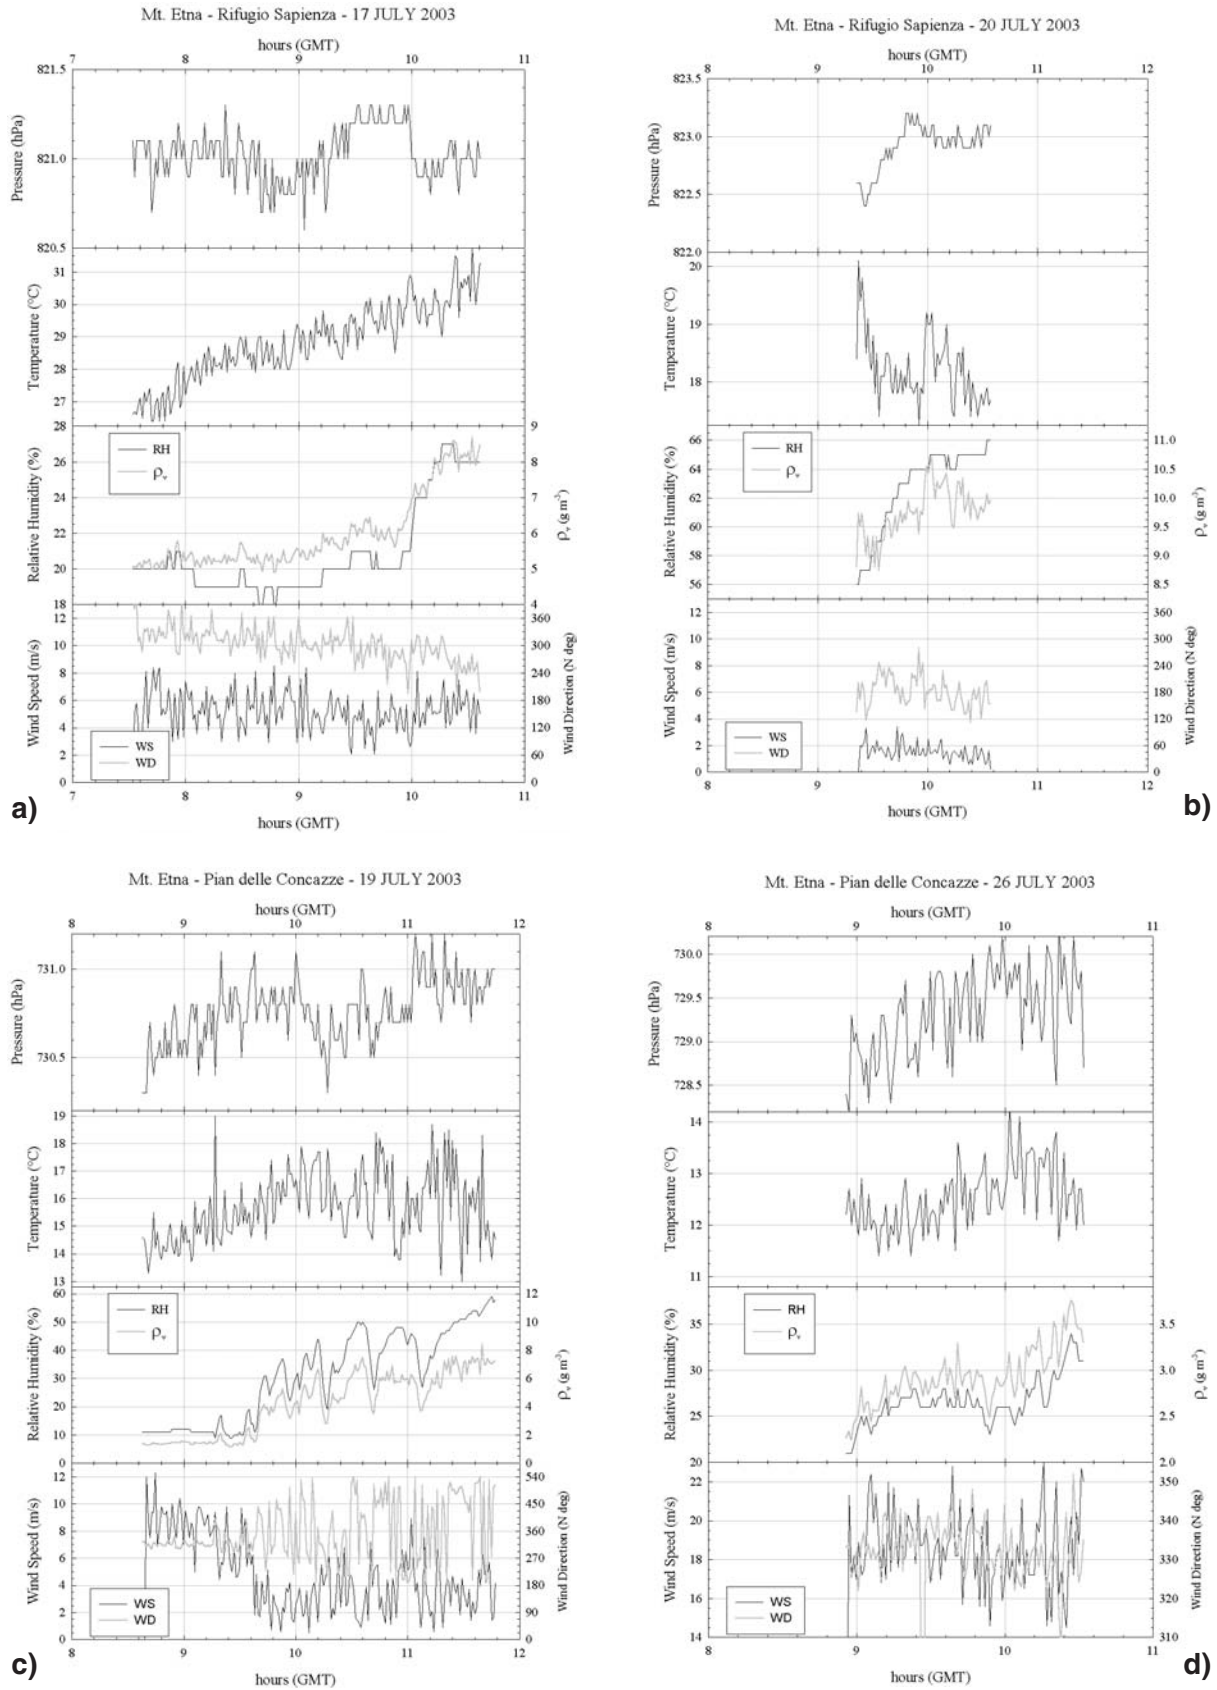 Mt. Etna - Rifugio Sapienza - 17 JULY 2003
hours (GMT)
7 8 9 10 11
821.5
821.0
820.5
Pressure (hPa)
31
30
29
28
27
Temperature (°C)
28
26
24
22
20
18
Relative Humidity (%)
RH
ρv
9
8
7
6
5
4
ρv (g m-3)
12
10
8
6
4
2
0
Wind Speed (m/s)
WS
WD
360
300
240
180
120
60
0
Wind Direction (N deg)
7 8 9 10 11
hours (GMT)
a)
Mt. Etna - Rifugio Sapienza - 20 JULY 2003
hours (GMT)
8 9 10 11 12
823.5
823.0
822.5
822.0
Pressure (hPa)
20
19
18
Temperature (°C)
66
64
62
60
58
56
Relative Humidity (%)
RH
ρv
11.0
10.5
10.0
9.5
9.0
8.5
ρv (g m-3)
12
10
8
6
4
2
0
Wind Speed (m/s)
WS
WD
360
300
240
180
120
60
0
Wind Direction (N deg)
8 9 10 11 12
hours (GMT)
b)
Mt. Etna - Pian delle Concazze - 19 JULY 2003
hours (GMT)
8 9 10 11 12
731.0
730.5
Pressure (hPa)
19
18
17
16
15
14
13
Temperature (°C)
60
50
40
30
20
10
0
Relative Humidity (%)
RH
ρv
12
10
8
6
4
2
0
ρv (g m-3)
12
10
8
6
4
2
0
Wind Speed (m/s)
WS
WD
540
450
360
270
180
90
0
Wind Direction (N deg)
8 9 10 11 12
hours (GMT)
c)
Mt. Etna - Pian delle Concazze - 26 JULY 2003
hours (GMT)
8 9 10 11
730.0
729.5
729.0
728.5
Pressure (hPa)
14
13
12
11
Temperature (°C)
35
30
25
20
Relative Humidity (%)
RH
ρv
3.5
3.0
2.5
2.0
ρv (g m-3)
22
20
18
16
14
Wind Speed (m/s)
WS
WD
350
340
330
320
310
Wind Direction (N deg)
8 9 10 11
hours (GMT)
d)